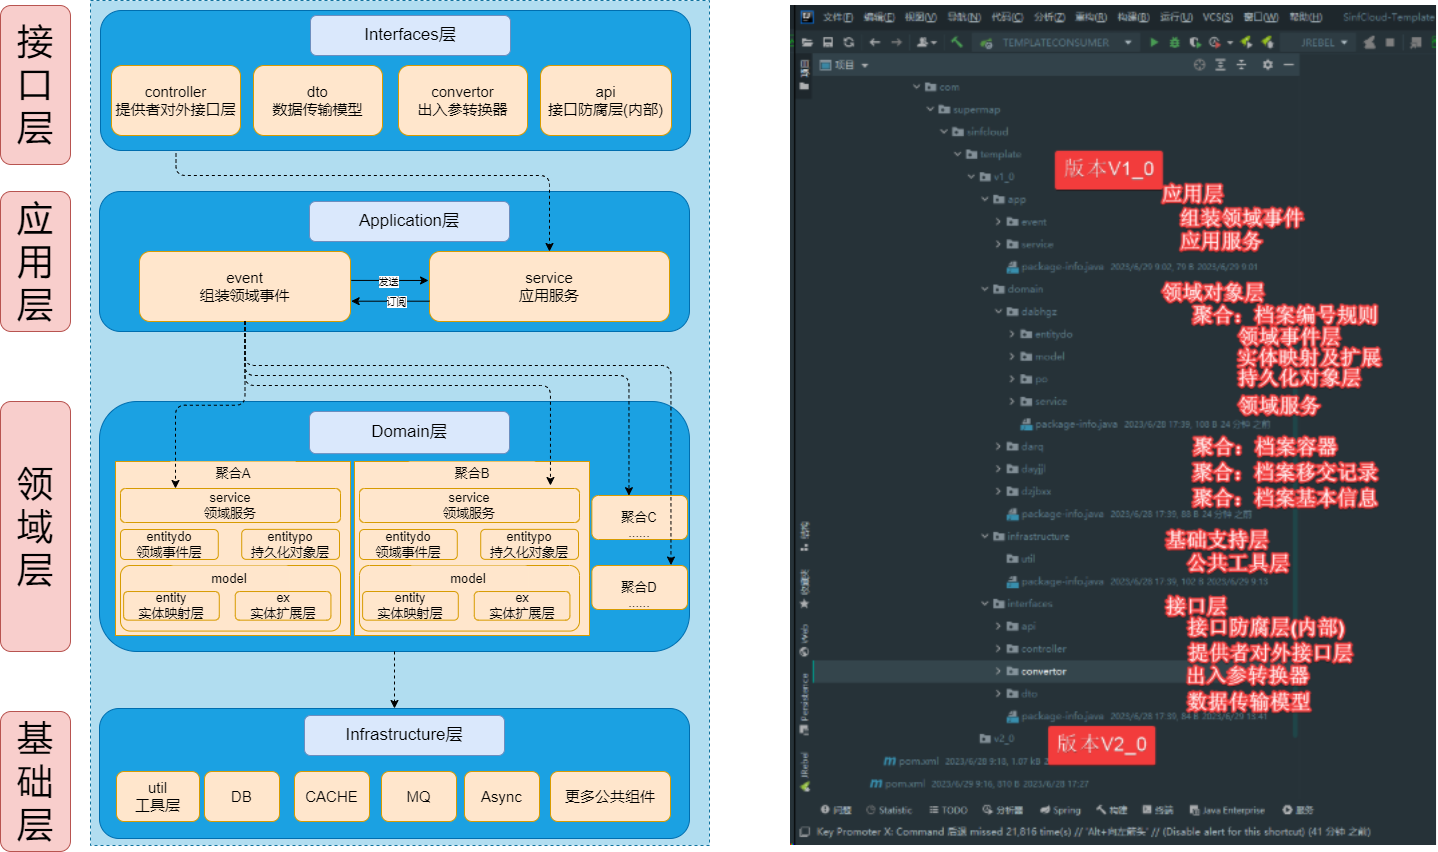 接口层
Interfaces层
controller
提供者对外接口层
dto
数据传输模型
convertor
出入参转换器
api
接口防腐层(内部)
应用层
Application层
event
组装领域事件
发送
订阅
service
应用服务
领域层
Domain层
聚合A
service
领域服务
entitydo
领域事件层
entitypo
持久化对象层
model
entity
实体映射层
ex
实体扩展层
聚合B
service
领域服务
entitydo
领域事件层
entitypo
持久化对象层
model
entity
实体映射层
ex
实体扩展层
聚合C
......
聚合D
......
基础层
Infrastructure层
util
工具层
DB
CACHE
MQ
Async
更多公共组件
文件(F) 编辑(E) 视图(V) 导航(N) 代码(C) 分析(Z) 重构(R) 构建(B) 运行(U) VCS(S) 窗口(W) 帮助(H) SinfCloud-Template
TEMPLATECONSUMER JREBEL
项目
com
supermap
sinfcloud
template
版本V1_0
v1_0
应用层
app
组装领域事件
event
应用服务
service
package-info.java 2023/6/29 9:02, 79 B 2023/6/29 9:01
领域对象层
domain
聚合：档案编号规则
dabhgz
领域事件层
entitydo
实体映射及扩展
model
持久化对象层
po
领域服务
service
package-info.java 2023/6/28 17:39, 108 B 24 分钟 之前
聚合：档案容器
darq
聚合：档案移交记录
dayjjl
聚合：档案基本信息
dzjbxx
package-info.java 2023/6/28 17:39, 88 B 24 分钟 之前
基础支持层
infrastructure
公共工具层
util
package-info.java 2023/6/28 17:39, 102 B 2023/6/29 9:13
接口层
interfaces
接口防腐层(内部)
api
提供者对外接口层
controller
出入参转换器
convertor
数据传输模型
dto
package-info.java 2023/6/28 17:39, 84 B 2023/6/29 13:41
版本V2_0
v2_0
pom.xml 2023/6/28 9:10, 1.07 kB 2
pom.xml 2023/6/29 9:16, 810 B 2023/6/28 17:27
结构
收藏夹
Web
Persistence
JRebel
问题 Statistic TODO 分析器 Spring 构建 终端 Java Enterprise 服务
Key Promoter X: Command 后退 missed 21,816 time(s) // 'Alt+向左箭头' // (Disable alert for this shortcut) (41 分钟 之前)